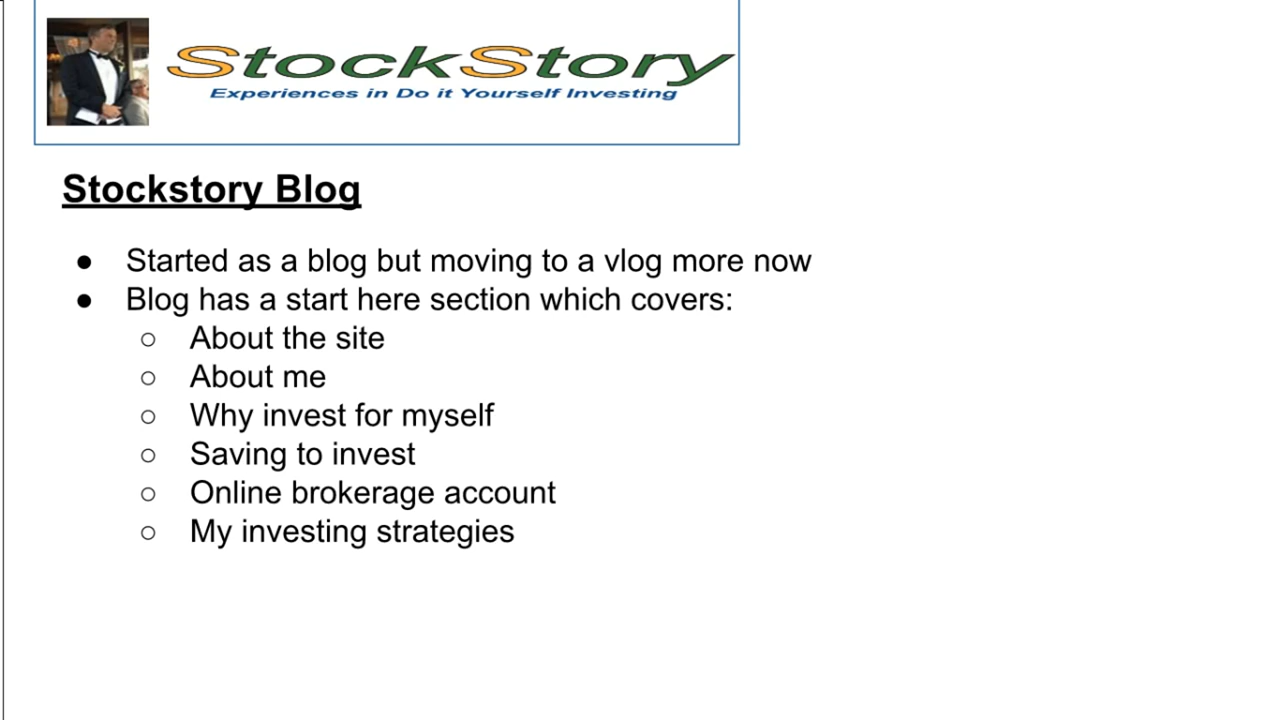 StockStory
Experiences in Do it Yourself Investing
Stockstory Blog
● Started as a blog but moving to a vlog more now
● Blog has a start here section which covers:
○ About the site
○ About me
○ Why invest for myself
○ Saving to invest
○ Online brokerage account
○ My investing strategies